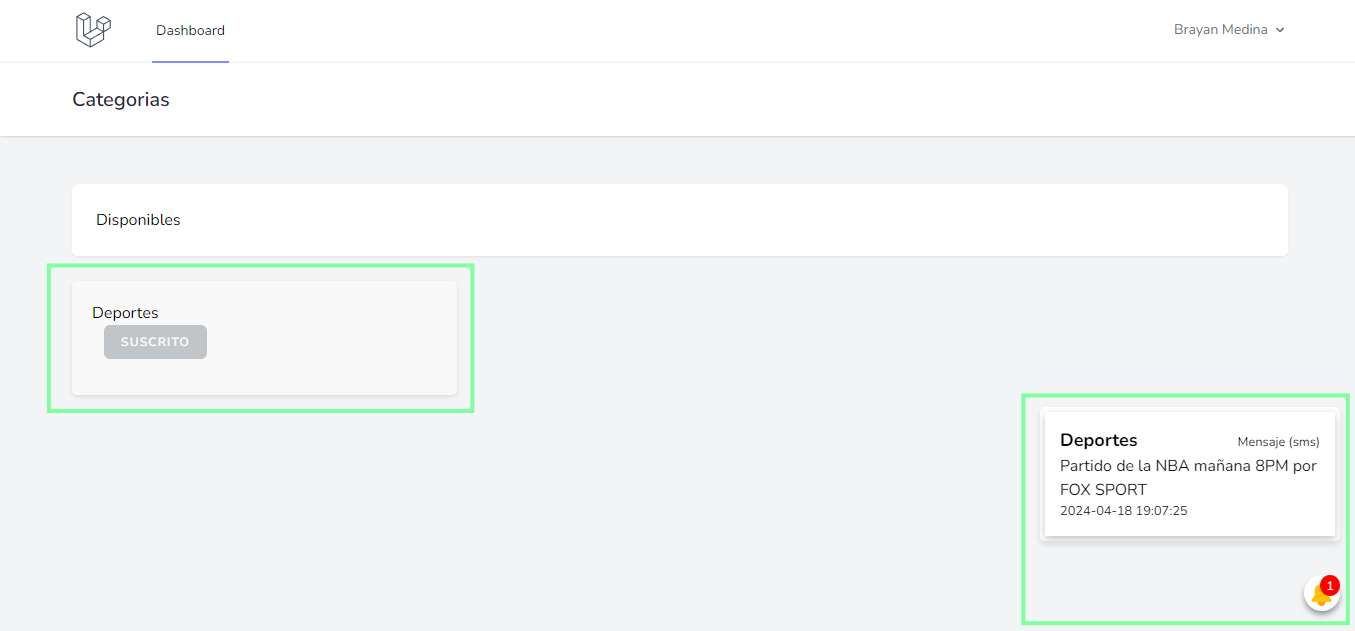 Dashboard
Brayan Medina
Categorias
Disponibles
Deportes
SUSCRITO
Deportes
Mensaje (sms)
Partido de la NBA mañana 8PM por
FOX SPORT
2024-04-18 19:07:25
1